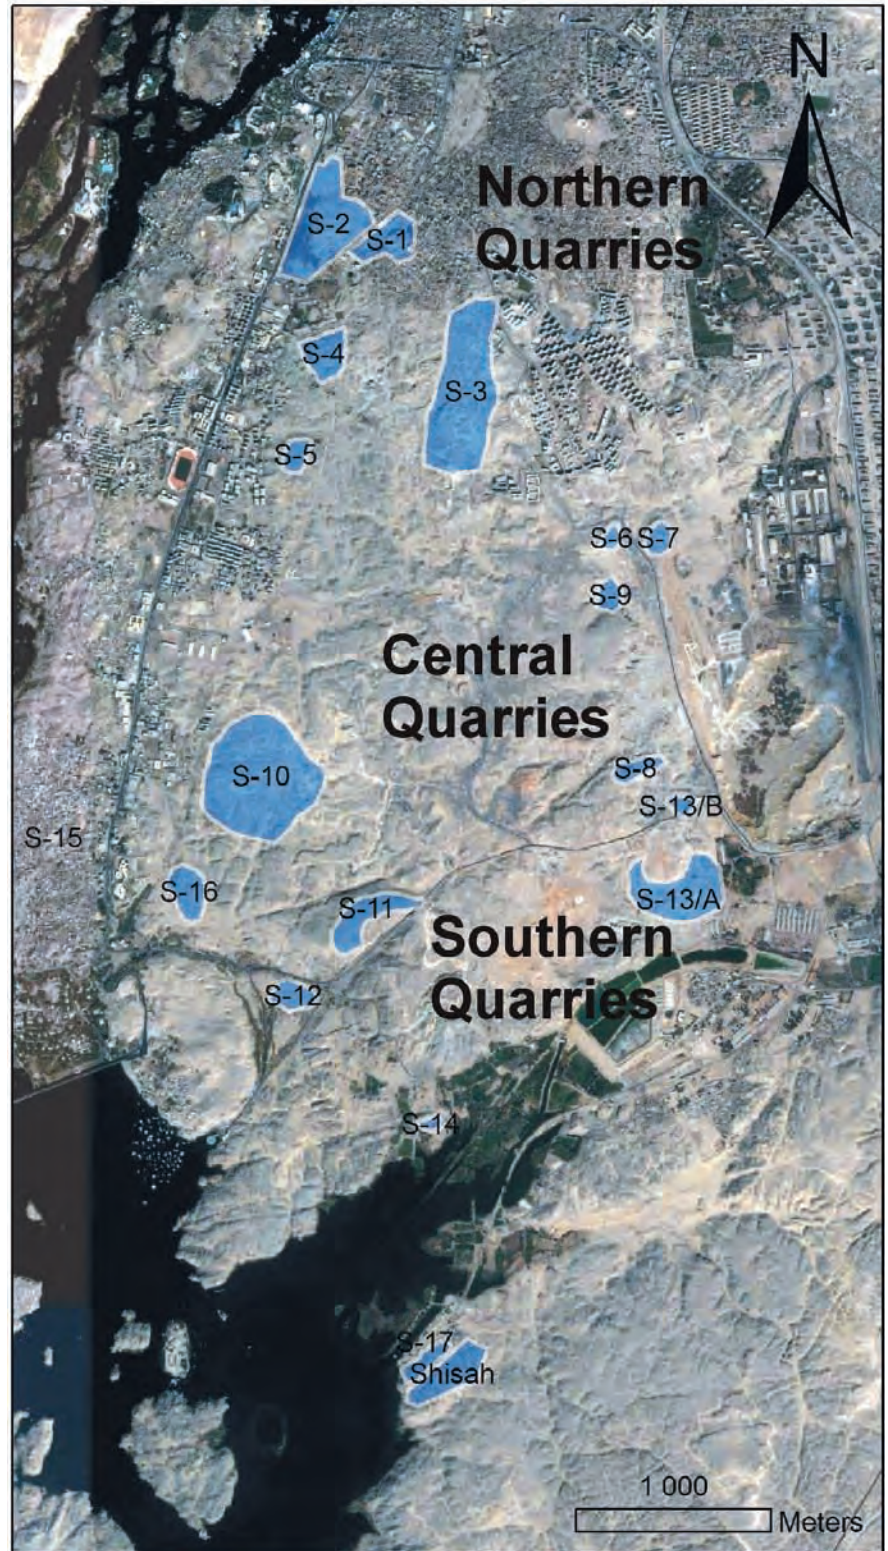 N
Northern
Quarries
S-2
S-1
S-4
S-3
S-5
S-6
S-7
S-9
Central
Quarries
S-10
S-8
S-13/B
S-15
S-16
S-11
S-13/A
Southern
Quarries
S-12
S-14
S-17
Shisah
1 000
Meters